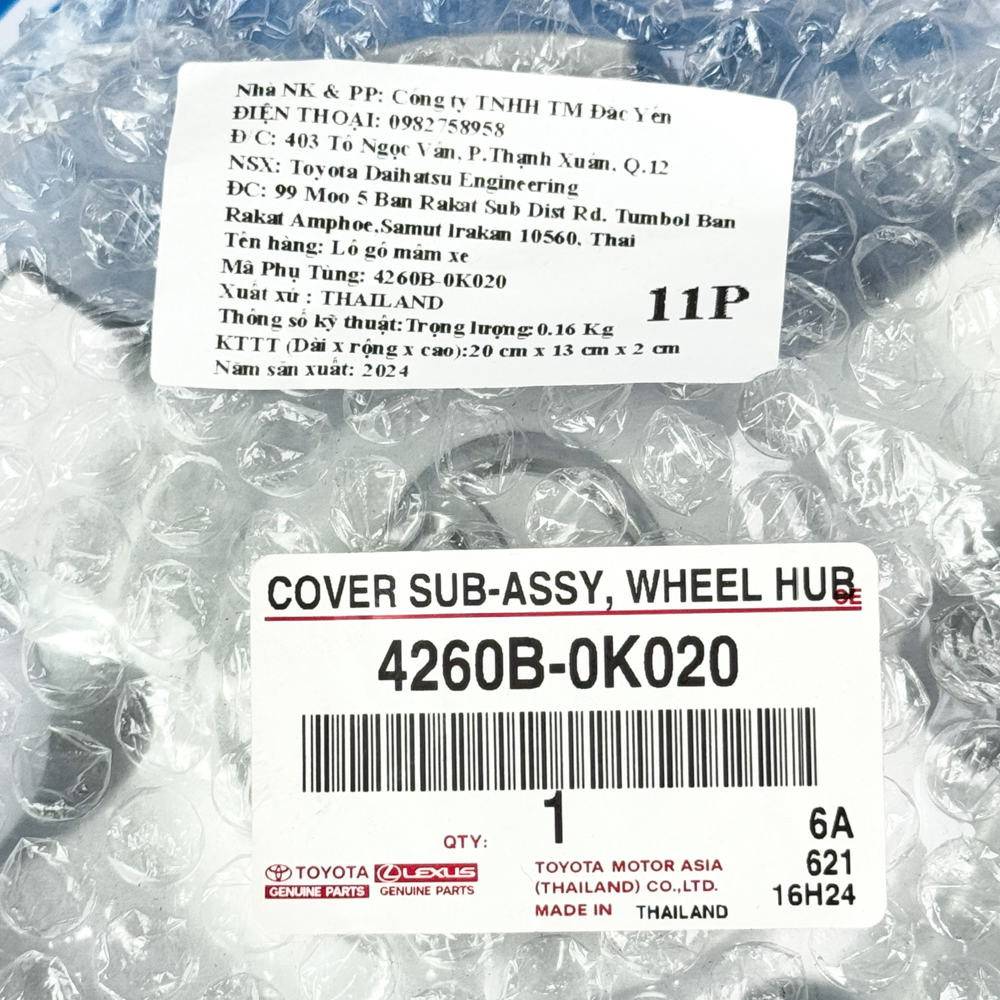 Nhà NK & PP: Công ty TNHH TM Đắc Yến
ĐIỆN THOẠI: 0982758958
Đ/C: 403 Tô Ngọc Vân, P.Thạnh Xuân, Q.12
NSX: Toyota Daihatsu Engineering
ĐC: 99 Moo 5 Ban Rakat Sub Dist Rd. Tumbol Ban
Rakat Amphoe,Samut Irakan 10560, Thai
Tên hàng: Lô gô mâm xe
Mã Phụ Tùng: 4260B-0K020
Xuất xứ : THAILAND
11P
Thông số kỹ thuật:Trọng lượng: 0.16 Kg
KTTT (Dài x rộng x cao):20 cm x 13 cm x 2 cm
Năm sản xuất: 2024
COVER SUB-ASSY, WHEEL HUB
4260B-0K020
QTY: 1
6A
621
16H24
TOYOTA
GENUINE PARTS
LEXUS
GENUINE PARTS
TOYOTA MOTOR ASIA
(THAILAND) CO.,LTD.
MADE IN THAILAND